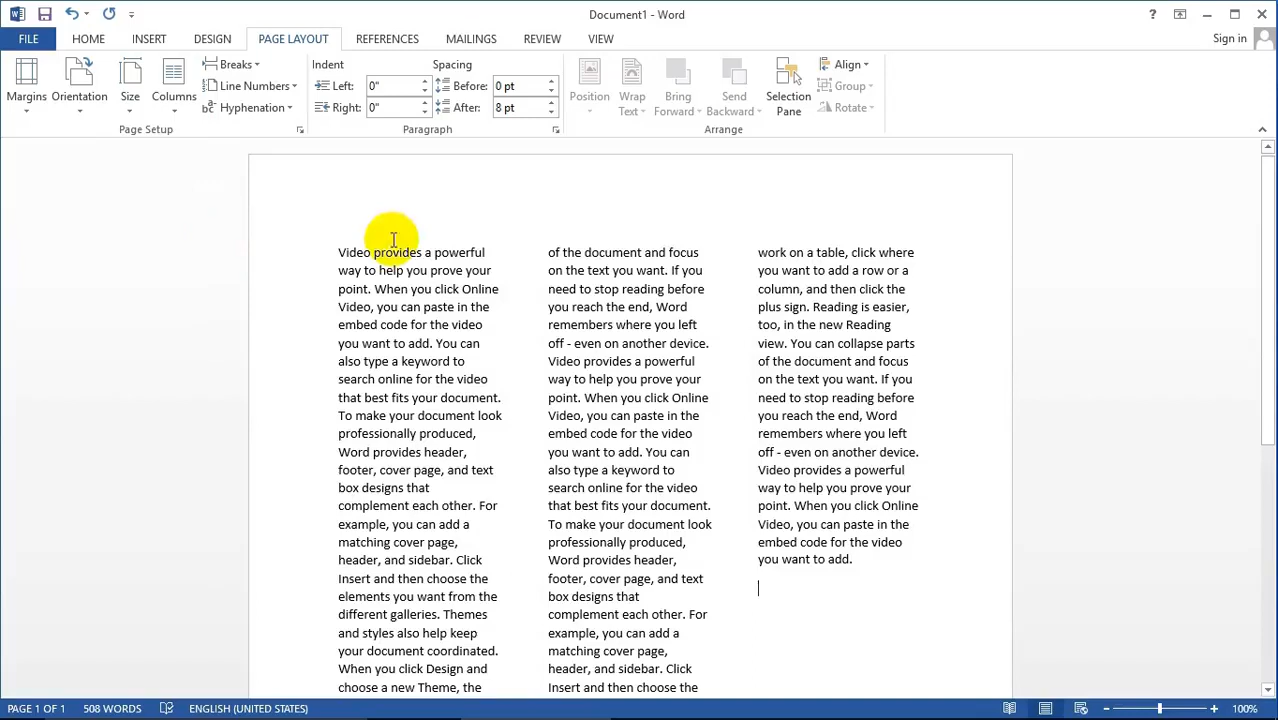 Document1 - Word
FILE HOME INSERT DESIGN PAGE LAYOUT REFERENCES MAILINGS REVIEW VIEW Sign in
Margins
Orientation
Size
Columns
Breaks
Line Numbers
Hyphenation
Page Setup
Indent
Left: 0"
Right: 0"
Spacing
Before: 0 pt
After: 8 pt
Paragraph
Position
Wrap
Text
Bring
Forward
Send
Backward
Selection
Pane
Align
Group
Rotate
Arrange
Video provides a powerful
way to help you prove your
point. When you click Online
Video, you can paste in the
embed code for the video
you want to add. You can
also type a keyword to
search online for the video
that best fits your document.
To make your document look
professionally produced,
Word provides header,
footer, cover page, and text
box designs that
complement each other. For
example, you can add a
matching cover page,
header, and sidebar. Click
Insert and then choose the
elements you want from the
different galleries. Themes
and styles also help keep
your document coordinated.
When you click Design and
choose a new Theme, the
of the document and focus
on the text you want. If you
need to stop reading before
you reach the end, Word
remembers where you left
off - even on another device.
Video provides a powerful
way to help you prove your
point. When you click Online
Video, you can paste in the
embed code for the video
you want to add. You can
also type a keyword to
search online for the video
that best fits your document.
To make your document look
professionally produced,
Word provides header,
footer, cover page, and text
box designs that
complement each other. For
example, you can add a
matching cover page,
header, and sidebar. Click
Insert and then choose the
work on a table, click where
you want to add a row or a
column, and then click the
plus sign. Reading is easier,
too, in the new Reading
view. You can collapse parts
of the document and focus
on the text you want. If you
need to stop reading before
you reach the end, Word
remembers where you left
off - even on another device.
Video provides a powerful
way to help you prove your
point. When you click Online
Video, you can paste in the
embed code for the video
you want to add.
PAGE 1 OF 1 508 WORDS ENGLISH (UNITED STATES) 100%